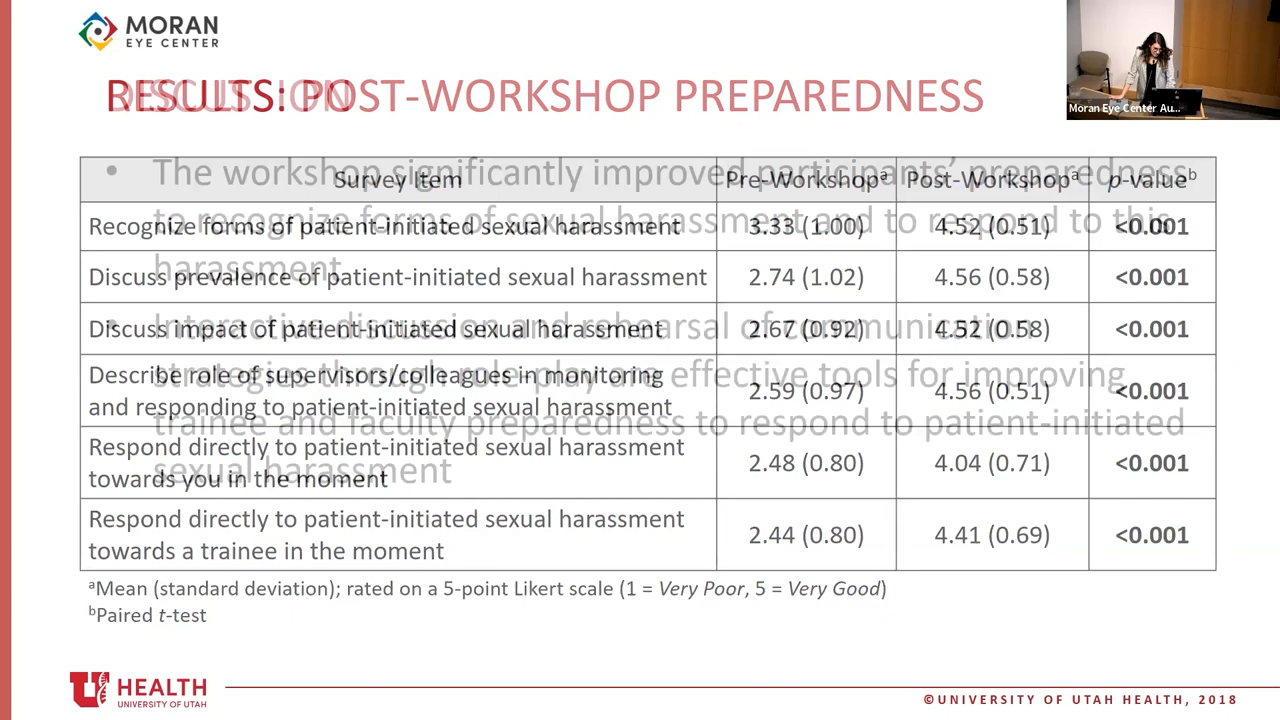 MORAN
EYE CENTER
Moran Eye Center Au...
RESULTS: POST-WORKSHOP PREPAREDNESS
DISCUSSION
Survey Item Pre-Workshopᵃ Post-Workshopᵃ p-valueᵇ
Recognize forms of patient-initiated sexual harassment 3.33 (1.00) 4.52 (0.51) <0.001
Discuss prevalence of patient-initiated sexual harassment 2.74 (1.02) 4.56 (0.58) <0.001
Discuss impact of patient-initiated sexual harassment 2.67 (0.92) 4.52 (0.58) <0.001
Describe role of supervisors/colleagues in monitoring
and responding to patient-initiated sexual harassment 2.59 (0.97) 4.56 (0.51) <0.001
Respond directly to patient-initiated sexual harassment
towards you in the moment 2.48 (0.80) 4.04 (0.71) <0.001
Respond directly to patient-initiated sexual harassment
towards a trainee in the moment 2.44 (0.80) 4.41 (0.69) <0.001
ᵃMean (standard deviation); rated on a 5-point Likert scale (1 = Very Poor, 5 = Very Good)
ᵇPaired t-test
• The workshop significantly improved participants' preparedness
to recognize forms of sexual harassment and to respond to this
harassment
• Interactive discussion and rehearsal of communication
strategies through role-play are effective tools for improving
trainee and faculty preparedness to respond to patient-initiated
sexual harassment
U HEALTH
UNIVERSITY OF UTAH
©UNIVERSITY OF UTAH HEALTH, 2018